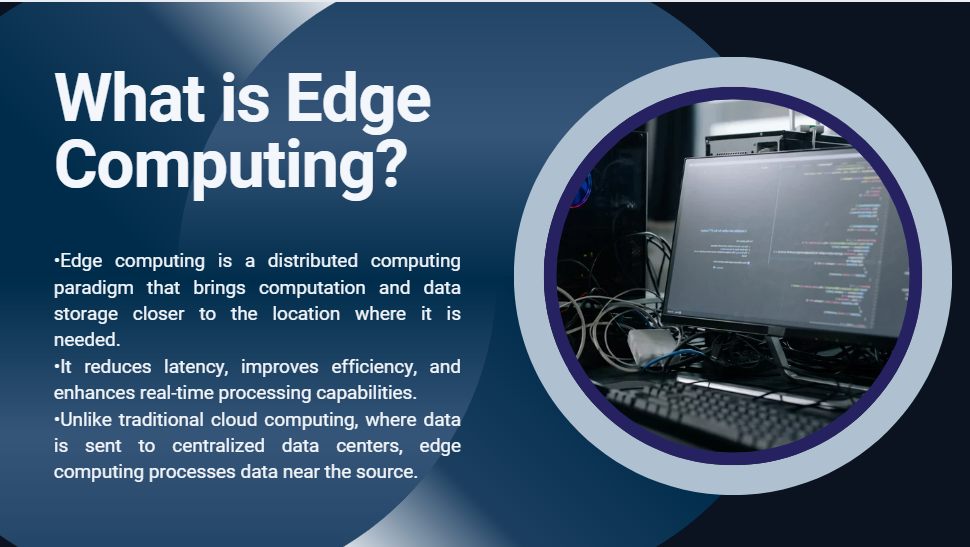 What is Edge
Computing?
•Edge computing is a distributed computing
paradigm that brings computation and data
storage closer to the location where it is
needed.
•It reduces latency, improves efficiency, and
enhances real-time processing capabilities.
•Unlike traditional cloud computing, where data
is sent to centralized data centers, edge
computing processes data near the source.